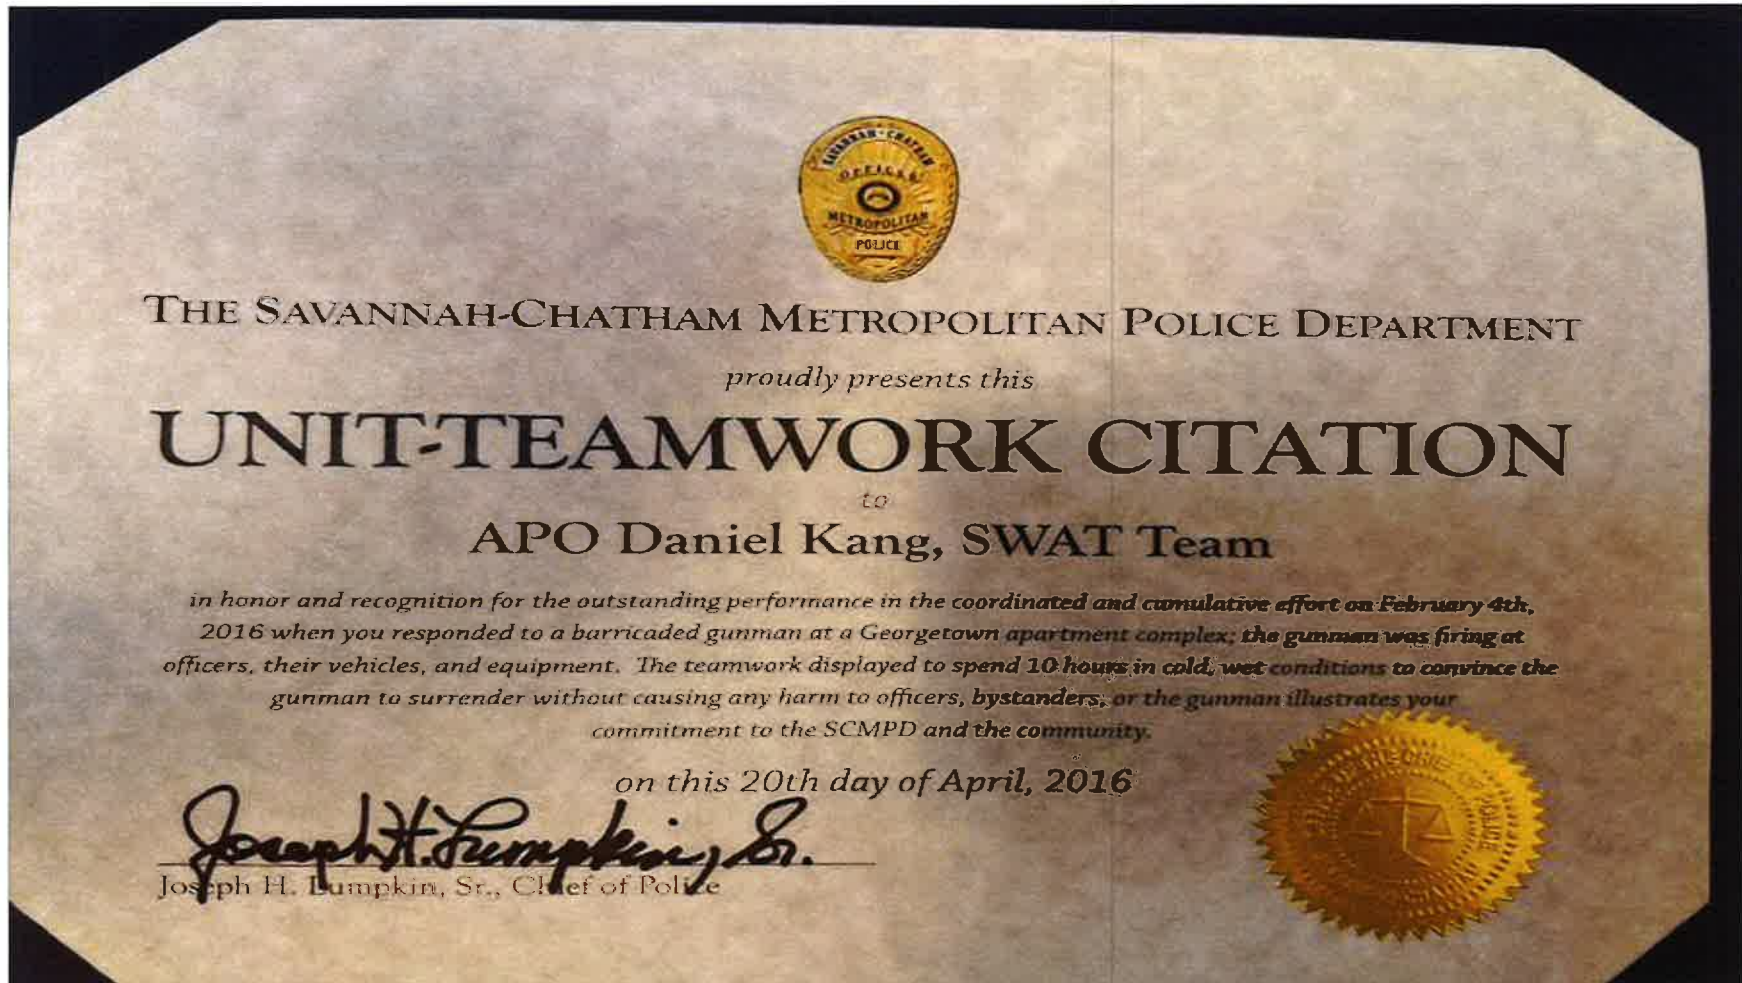 SAVANNAH-CHATHAM
OFFICER
METROPOLITAN
POLICE
THE SAVANNAH-CHATHAM METROPOLITAN POLICE DEPARTMENT
proudly presents this
UNIT-TEAMWORK CITATION
to
APO Daniel Kang, SWAT Team
in honor and recognition for the outstanding performance in the coordinated and cumulative effort on February 4th,
2016 when you responded to a barricaded gunman at a Georgetown apartment complex; the gunman was firing at
officers, their vehicles, and equipment. The teamwork displayed to spend 10 hours in cold, wet conditions to convince the
gunman to surrender without causing any harm to officers, bystanders, or the gunman illustrates your
commitment to the SCMPD and the community.
on this 20th day of April, 2016
Joseph H. Lumpkin, Sr.
Joseph H. Lumpkin, Sr., Chief of Police